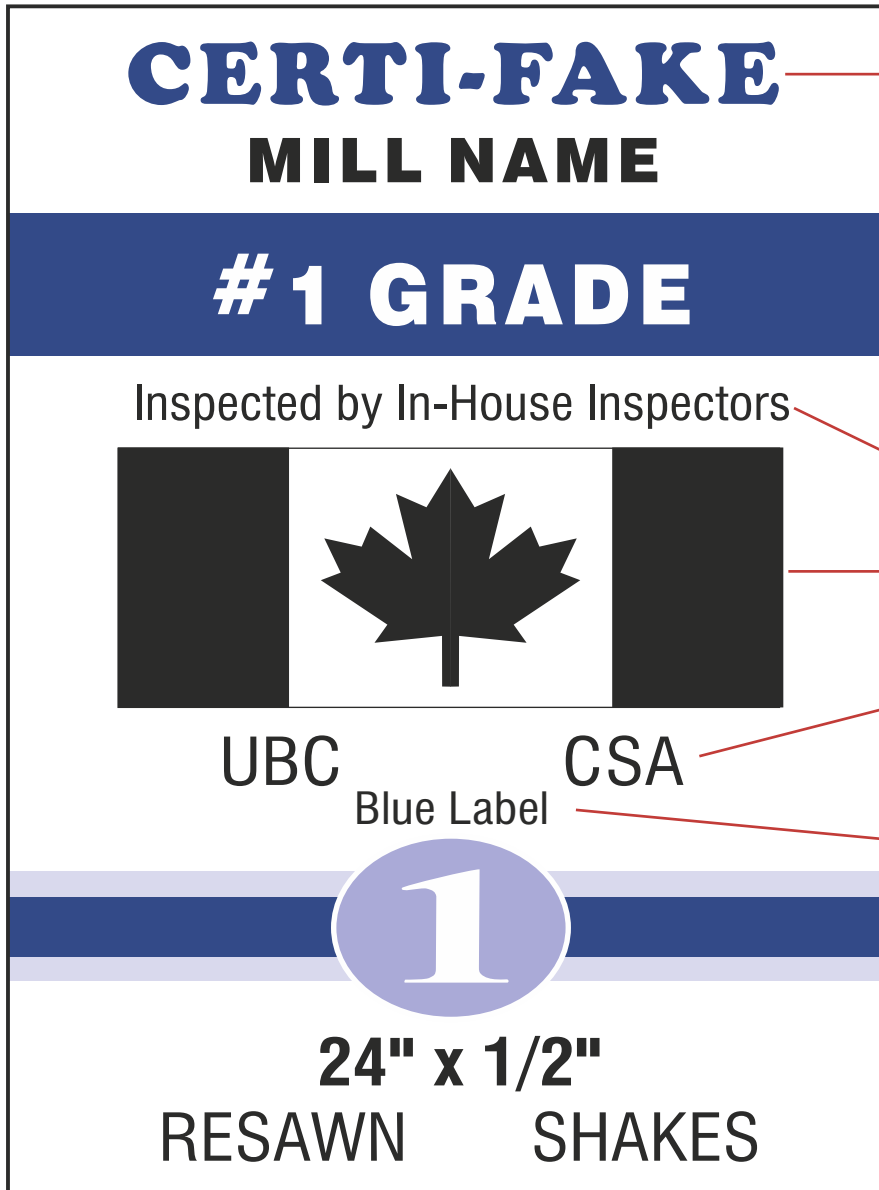 CERTI-FAKE
MILL NAME
#1 GRADE
Inspected by In-House Inspectors
UBC CSA
Blue Label
1
24" x 1/2"
RESAWN SHAKES